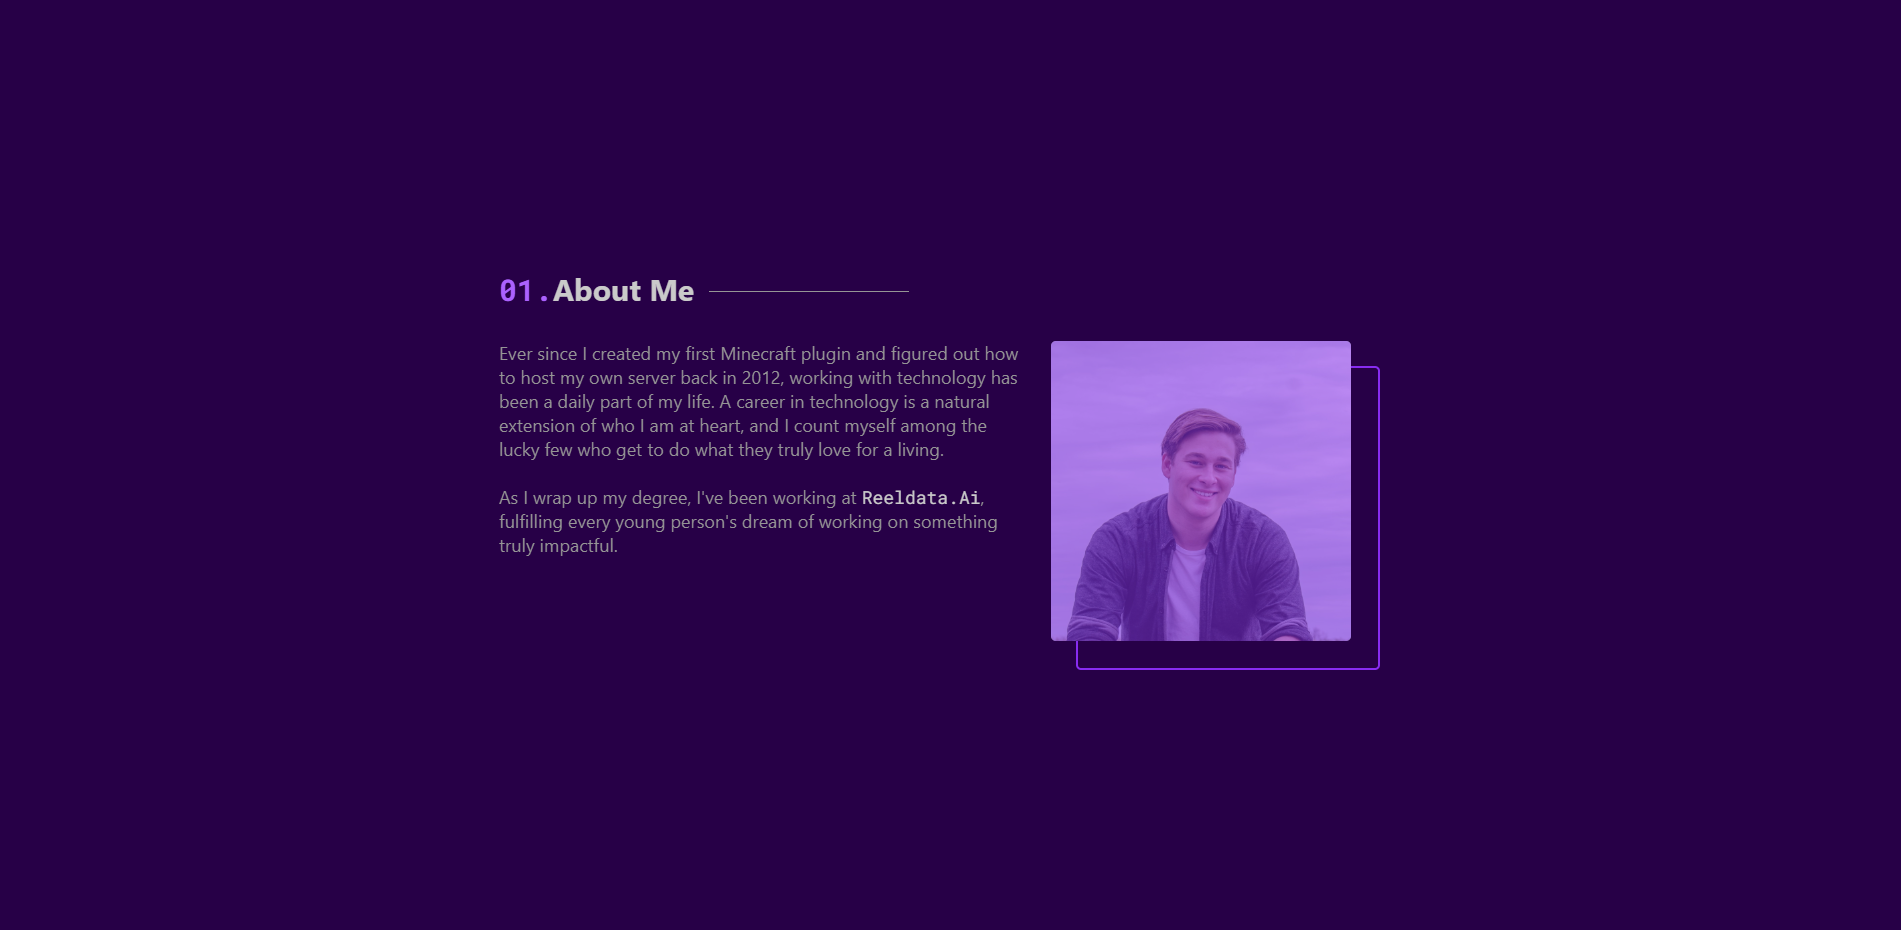 01. About Me
Ever since I created my first Minecraft plugin and figured out how
to host my own server back in 2012, working with technology has
been a daily part of my life. A career in technology is a natural
extension of who I am at heart, and I count myself among the
lucky few who get to do what they truly love for a living.
As I wrap up my degree, I've been working at Reeldata.Ai,
fulfilling every young person's dream of working on something
truly impactful.